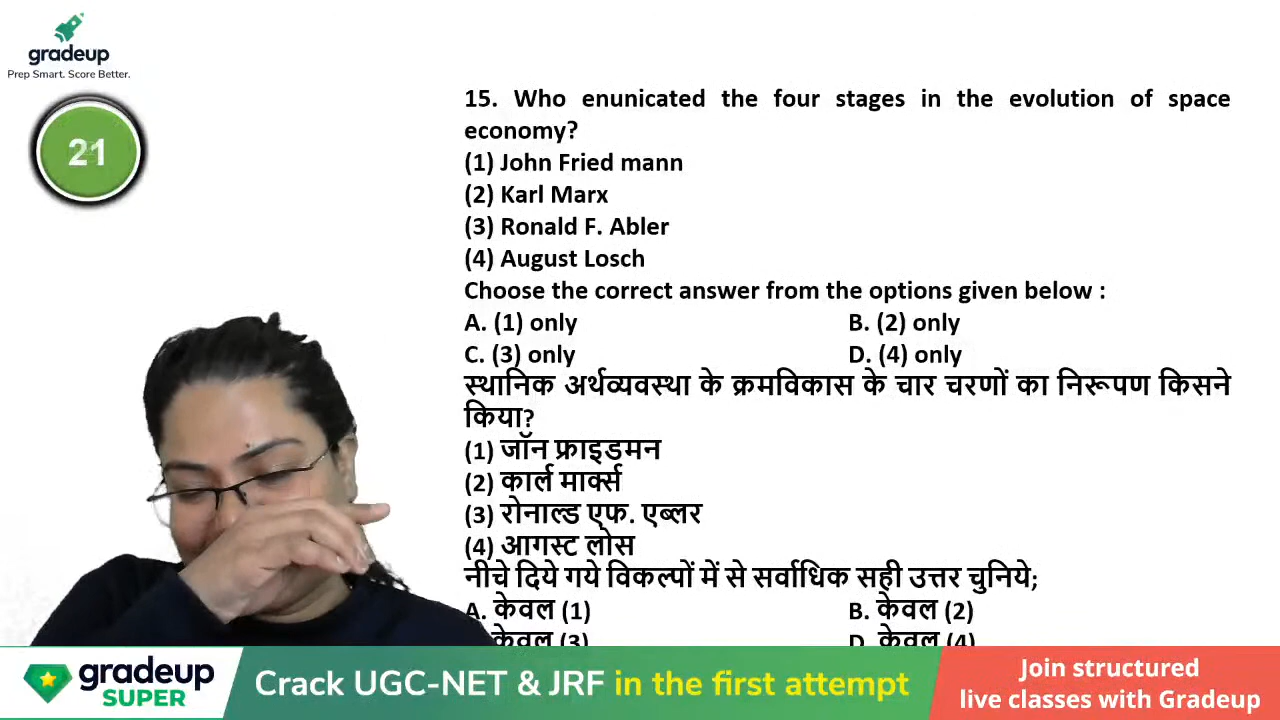 gradeup
Prep Smart. Score Better.
21
15. Who enunicated the four stages in the evolution of space
economy?
(1) John Fried mann
(2) Karl Marx
(3) Ronald F. Abler
(4) August Losch
Choose the correct answer from the options given below :
A. (1) only B. (2) only
C. (3) only D. (4) only
स्थानिक अर्थव्यवस्था के क्रमविकास के चार चरणों का निरूपण किसने
किया?
(1) जॉन फ्राइडमन
(2) कार्ल मार्क्स
(3) रोनाल्ड एफ. एब्लर
(4) आगस्ट लोस
नीचे दिये गये विकल्पों में से सर्वाधिक सही उत्तर चुनिये;
A. केवल (1) B. केवल (2)
केवल (3) D. केवल (4)
gradeup
SUPER
Crack UGC-NET & JRF in the first attempt
Join structured
live classes with Gradeup